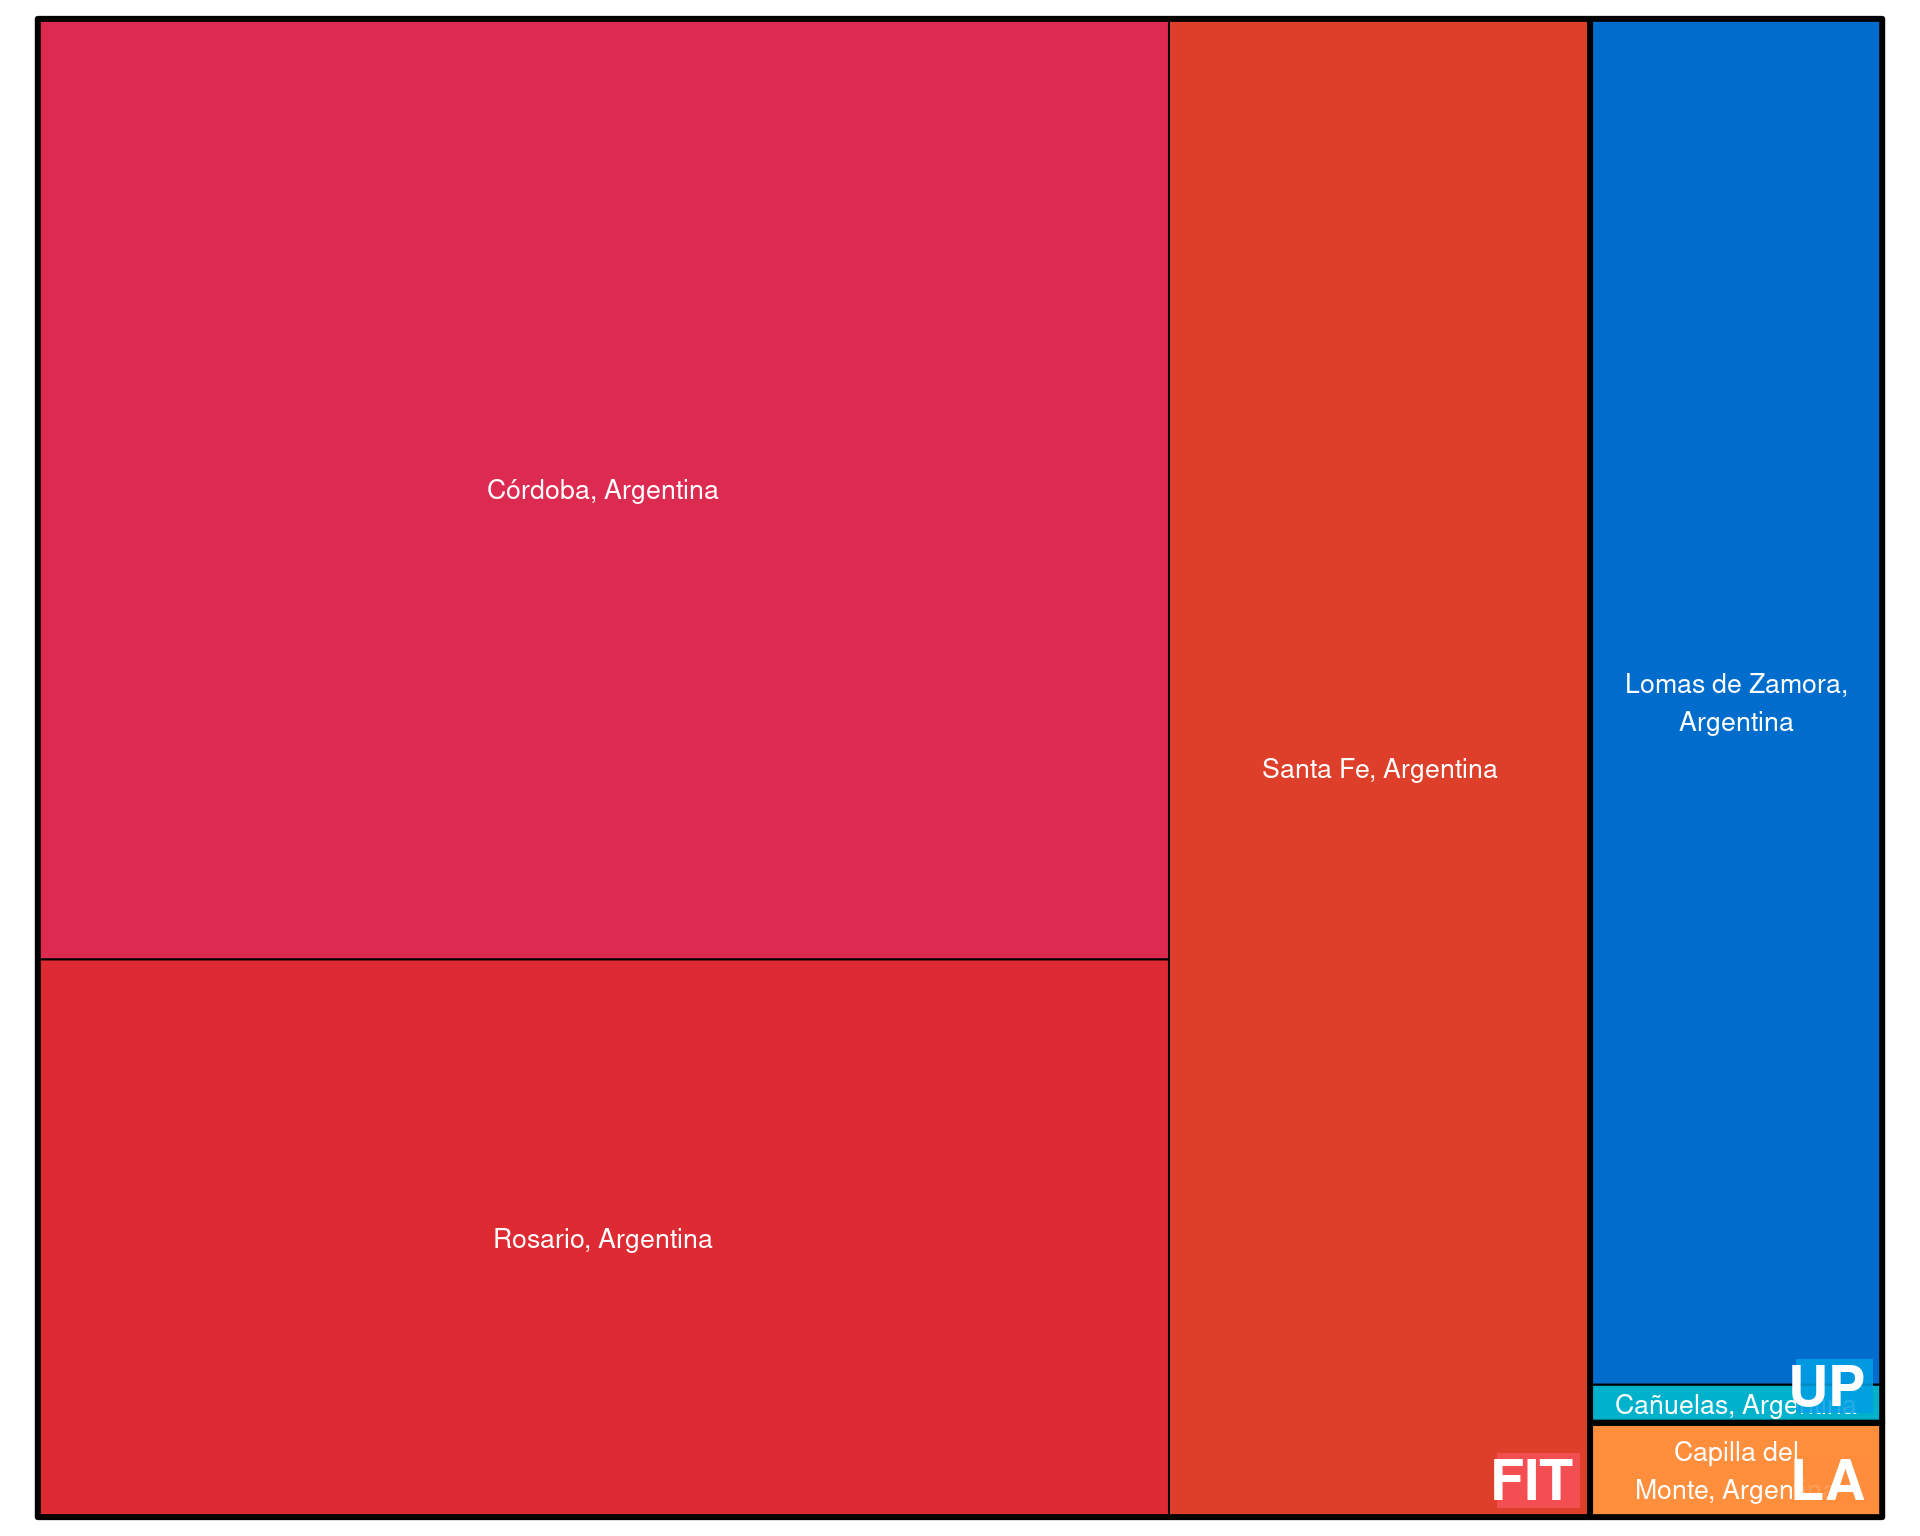 Córdoba, Argentina
Rosario, Argentina
Santa Fe, Argentina
FIT
Lomas de Zamora,
Argentina
Cañuelas, Argentina
UP
Capilla del
Monte, Argentina
LA